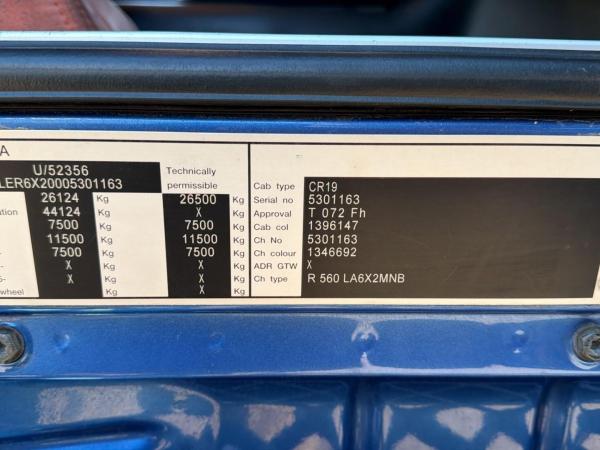 A
U/52356
LER6X20005301163
Technically
permissible
26124 Kg 26500 Kg
ation 44124 Kg X Kg
7500 Kg 7500 Kg
11500 Kg 11500 Kg
- 7500 Kg 7500 Kg
- X Kg X Kg
- X Kg X Kg
wheel X Kg X Kg
Cab type CR19
Serial no 5301163
Approval T 072 Fh
Cab col 1396147
Ch No 5301163
Ch colour 1346692
ADR GTW X
Ch type R 560 LA6X2MNB